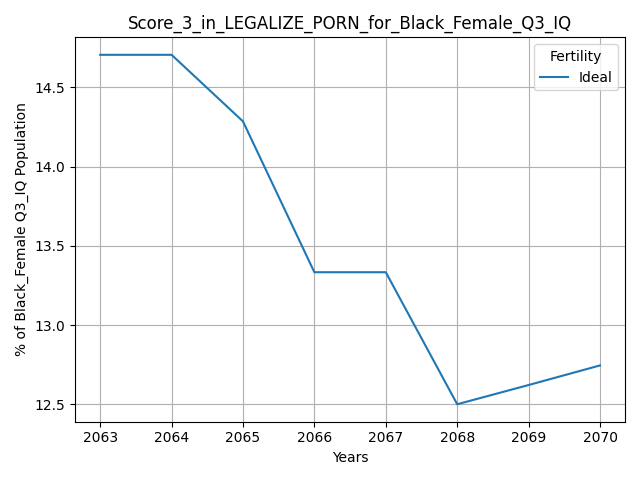 Score_3_in_LEGALIZE_PORN_for_Black_Female_Q3_IQ
Fertility
Ideal
% of Black_Female Q3_IQ Population
14.5
14.0
13.5
13.0
12.5
2063 2064 2065 2066 2067 2068 2069 2070
Years